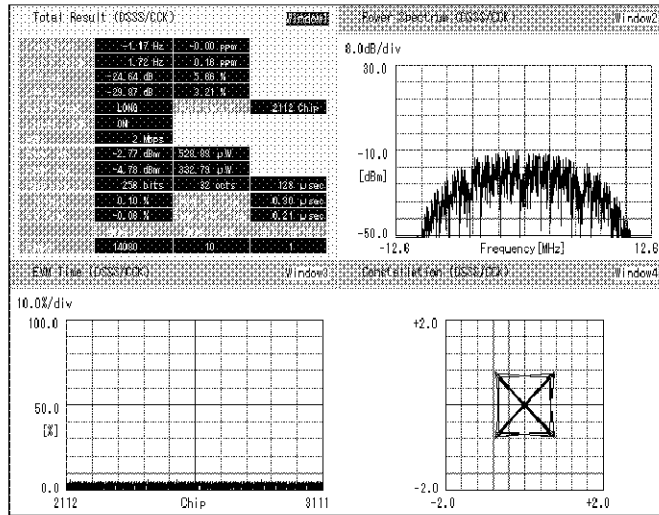 Total Result (DSSS/CCK) Window1
-1.17 Hz -0.00 ppm
1.72 Hz 0.18 ppm
-24.64 dB 5.86 %
-29.87 dB 3.21 %
LONG 2112 Chip
ON
2 Mbps
-2.77 dBm 528.89 μW
-4.78 dBm 332.79 μW
256 bits 32 octs 128 μsec
0.10 % 0.30 μsec
-0.08 % 0.21 μsec
14080 10 1
Power Spectrum (DSSS/CCK) Window2
8.0dB/div
30.0
-10.0
[dBm]
-50.0
-12.6 Frequency[MHz] 12.6
EVM Time (DSSS/CCK) Window3
10.0%/div
100.0
50.0
[%]
0.0
2112 Chip 3111
Constellation (DSSS/CCK) Window4
+2.0
-2.0
-2.0 +2.0